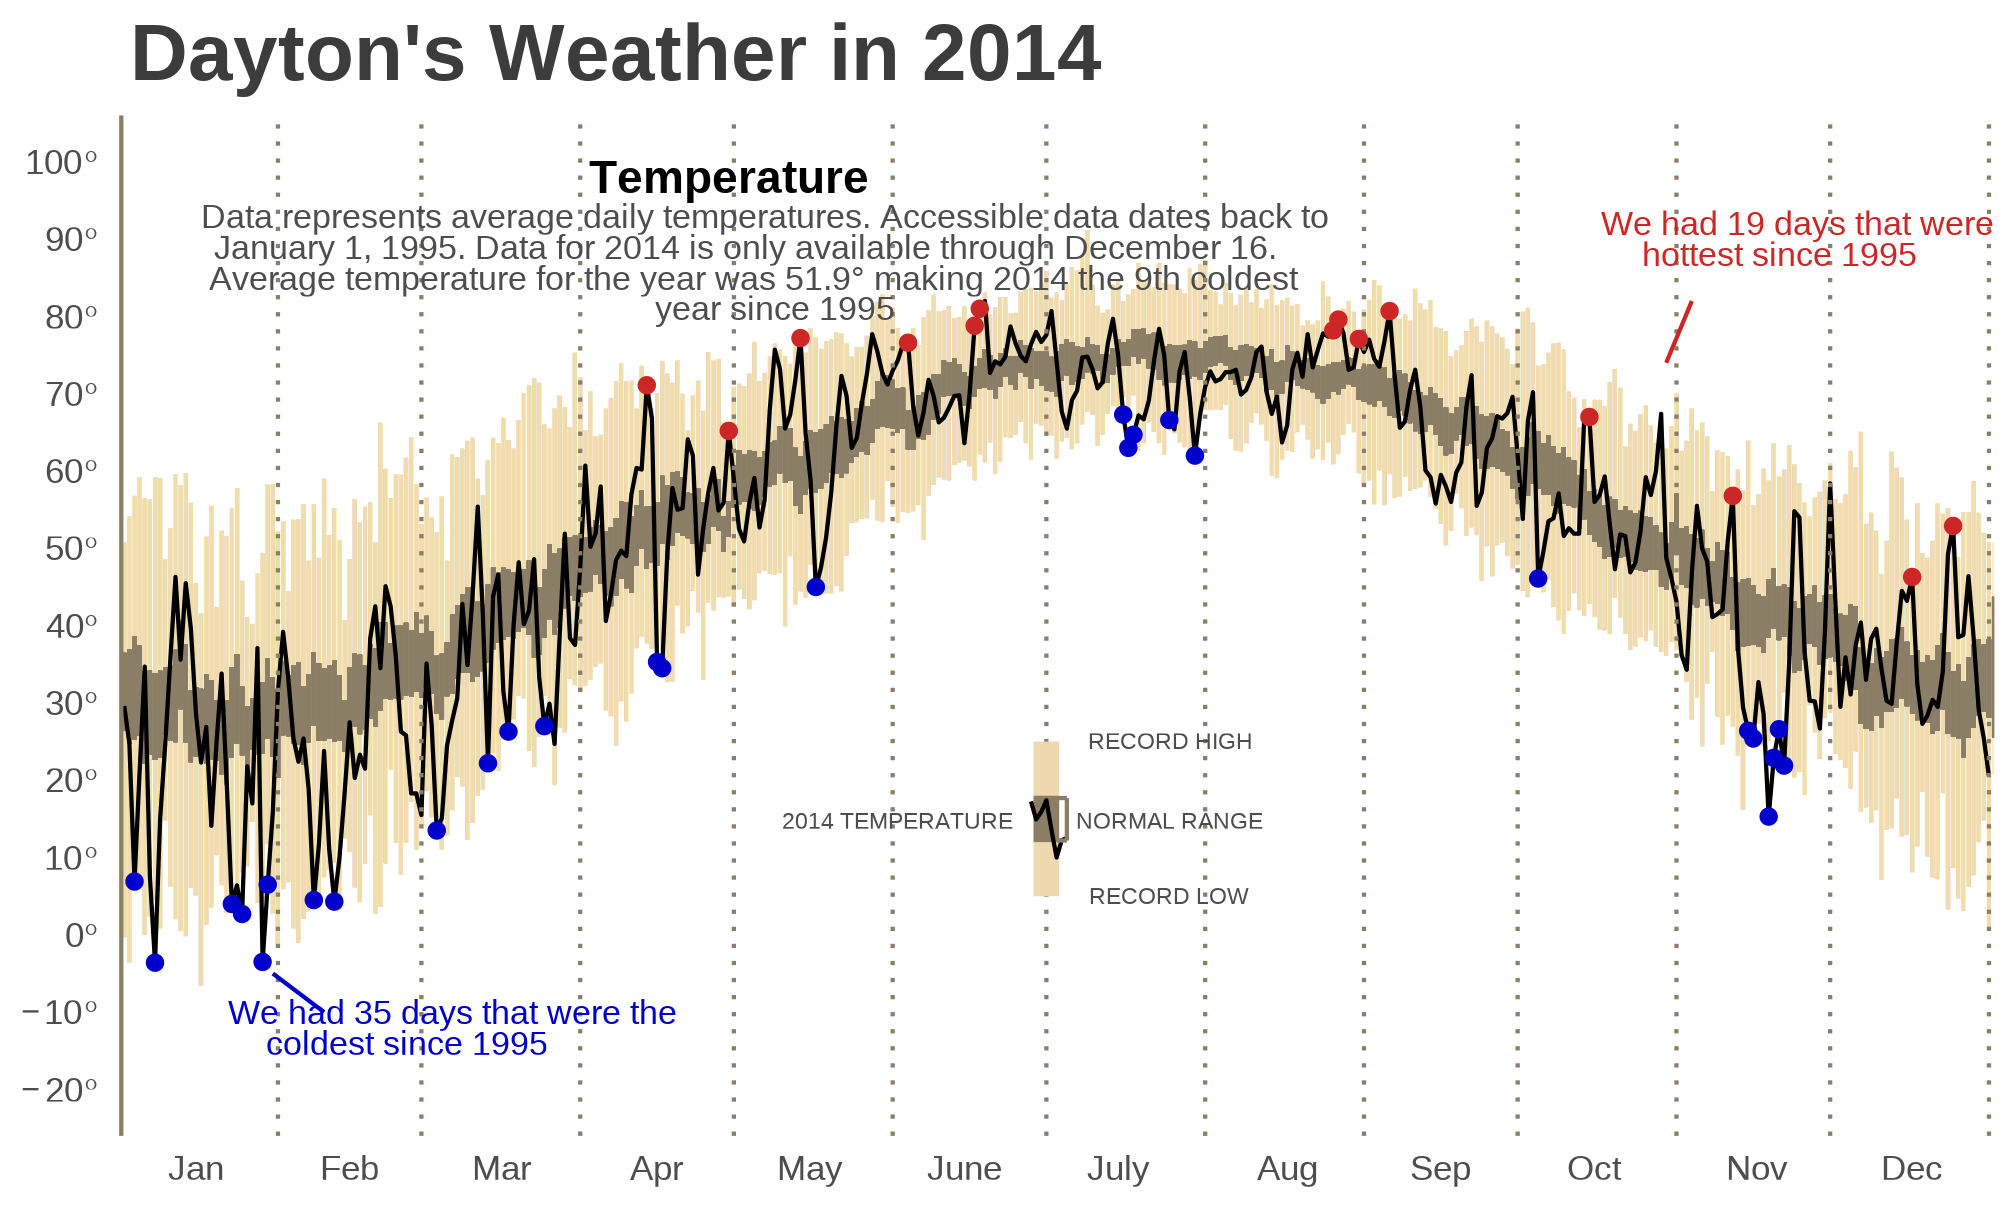 Dayton's Weather in 2014
Temperature
Data represents average daily temperatures. Accessible data dates back to
January 1, 1995. Data for 2014 is only available through December 16.
Average temperature for the year was 51.9° making 2014 the 9th coldest
year since 1995
We had 19 days that were
hottest since 1995
100°
90°
80°
70°
60°
50°
40°
30°
20°
10°
0°
−10°
−20°
RECORD HIGH
2014 TEMPERATURE
NORMAL RANGE
RECORD LOW
We had 35 days that were the
coldest since 1995
Jan Feb Mar Apr May June July Aug Sep Oct Nov Dec